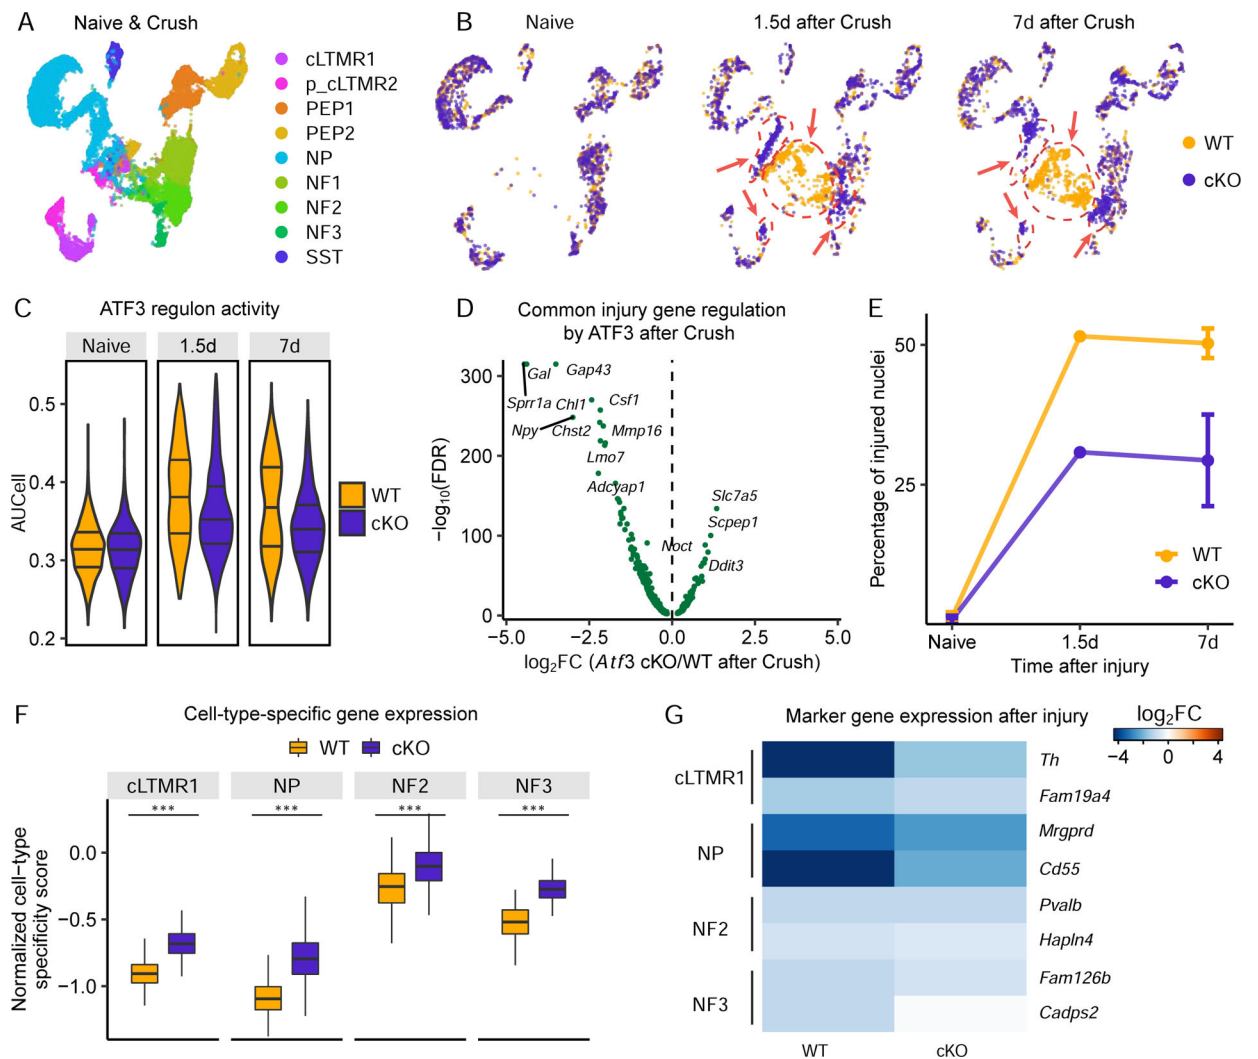 A
Naive & Crush
cLTMR1
p_cLTMR2
PEP1
PEP2
NP
NF1
NF2
NF3
SST
B
Naive
1.5d after Crush
7d after Crush
WT
cKO
C
ATF3 regulon activity
Naive
1.5d
7d
AUCell
0.5
0.4
0.3
0.2
WT
cKO
D
Common injury gene regulation
by ATF3 after Crush
−log10(FDR)
300
200
100
0
Gal
Gap43
Sprr1a
Chl1
Csf1
Npy
Chst2
Mmp16
Lmo7
Adcyap1
Slc7a5
Scpep1
Noct
Ddit3
−5.0
−2.5
0.0
2.5
5.0
log2FC (Atf3 cKO/WT after Crush)
E
Percentage of injured nuclei
50
25
WT
cKO
Naive
1.5d
7d
Time after injury
F
Cell-type-specific gene expression
WT
cKO
cLTMR1
NP
NF2
NF3
***
***
***
***
Normalized cell-type
specificity score
0.0
−0.5
−1.0
G
Marker gene expression after injury
log2FC
−4
0
4
cLTMR1
NP
NF2
NF3
Th
Fam19a4
Mrgprd
Cd55
Pvalb
Hapln4
Fam126b
Cadps2
WT
cKO